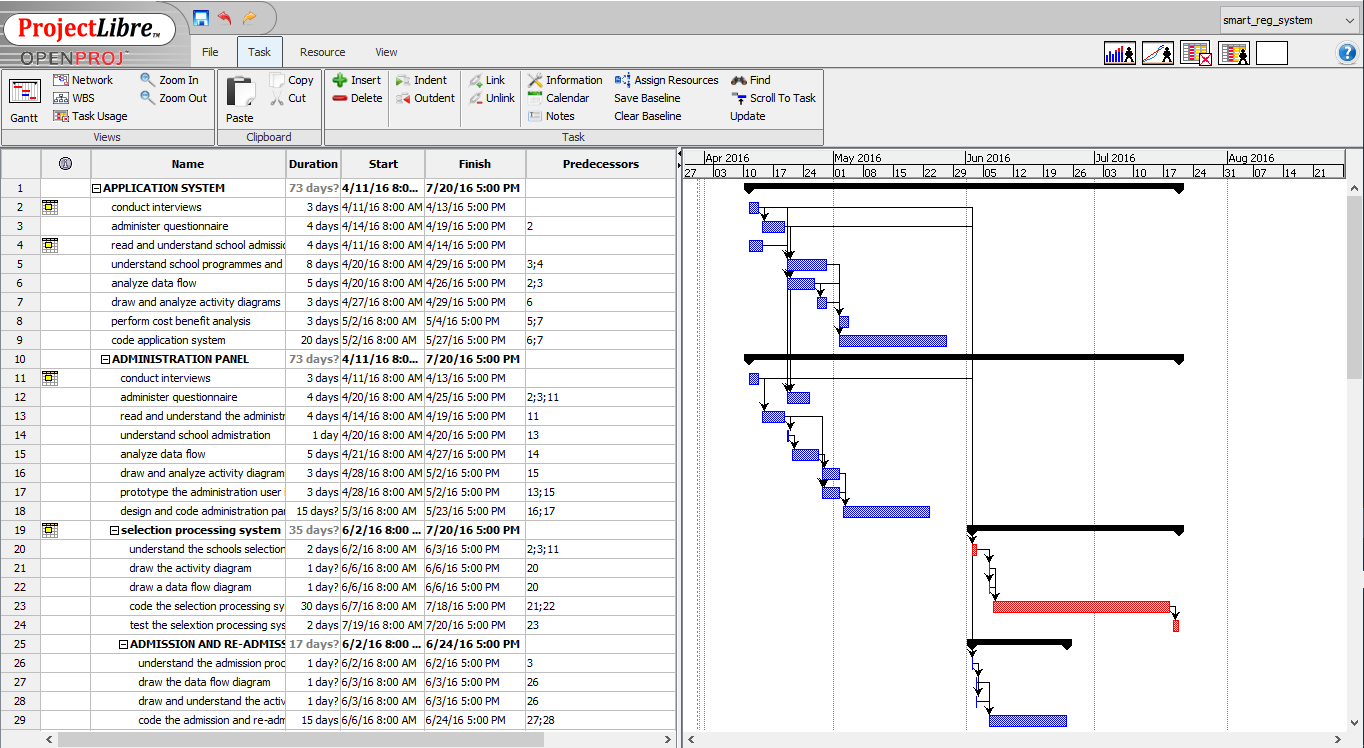 ProjectLibre™
OPENPROJ
smart_reg_system
File Task Resource View
Gantt Network WBS Task Usage Zoom In Zoom Out
Views
Paste Copy Cut
Clipboard
Insert Delete Indent Outdent Link Unlink Information Calendar Notes Assign Resources Save Baseline Clear Baseline Find Scroll To Task Update
Task
Name Duration Start Finish Predecessors
Apr 2016 May 2016 Jun 2016 Jul 2016 Aug 2016
27 03 10 17 24 01 08 15 22 29 05 12 19 26 03 10 17 24 31 07 14 21
1 APPLICATION SYSTEM 73 days? 4/11/16 8:0... 7/20/16 5:00 PM
2 conduct interviews 3 days 4/11/16 8:00 AM 4/13/16 5:00 PM
3 administer questionnaire 4 days 4/14/16 8:00 AM 4/19/16 5:00 PM 2
4 read and understand school admissio 4 days 4/11/16 8:00 AM 4/14/16 5:00 PM
5 understand school programmes and 8 days 4/20/16 8:00 AM 4/29/16 5:00 PM 3;4
6 analyze data flow 5 days 4/20/16 8:00 AM 4/26/16 5:00 PM 2;3
7 draw and analyze activity diagrams 3 days 4/27/16 8:00 AM 4/29/16 5:00 PM 6
8 perform cost benefit analysis 3 days 5/2/16 8:00 AM 5/4/16 5:00 PM 5;7
9 code application system 20 days 5/2/16 8:00 AM 5/27/16 5:00 PM 6;7
10 ADMINISTRATION PANEL 73 days? 4/11/16 8:0... 7/20/16 5:00 PM
11 conduct interviews 3 days 4/11/16 8:00 AM 4/13/16 5:00 PM
12 administer questionnaire 4 days 4/20/16 8:00 AM 4/25/16 5:00 PM 2;3;11
13 read and understand the administr 4 days 4/14/16 8:00 AM 4/19/16 5:00 PM 11
14 understand school admistration 1 day 4/20/16 8:00 AM 4/20/16 5:00 PM 13
15 analyze data flow 5 days 4/21/16 8:00 AM 4/27/16 5:00 PM 14
16 draw and analyze activity diagram 3 days 4/28/16 8:00 AM 5/2/16 5:00 PM 15
17 prototype the administration user 3 days 4/28/16 8:00 AM 5/2/16 5:00 PM 13;15
18 design and code administration pa 15 days? 5/3/16 8:00 AM 5/23/16 5:00 PM 16;17
19 selection processing system 35 days? 6/2/16 8:00 ... 7/20/16 5:00 PM
20 understand the schools selection 2 days 6/2/16 8:00 AM 6/3/16 5:00 PM 2;3;11
21 draw the activity diagram 1 day? 6/6/16 8:00 AM 6/6/16 5:00 PM 20
22 draw a data flow diagram 1 day? 6/6/16 8:00 AM 6/6/16 5:00 PM 20
23 code the selection processing sy 30 days 6/7/16 8:00 AM 7/18/16 5:00 PM 21;22
24 test the selextion processing sys 2 days 7/19/16 8:00 AM 7/20/16 5:00 PM 23
25 ADMISSION AND RE-ADMISS 17 days? 6/2/16 8:00 ... 6/24/16 5:00 PM
26 understand the admission proc 1 day? 6/2/16 8:00 AM 6/2/16 5:00 PM 3
27 draw the data flow diagram 1 day? 6/3/16 8:00 AM 6/3/16 5:00 PM 26
28 draw and understand the activ 1 day? 6/3/16 8:00 AM 6/3/16 5:00 PM 26
29 code the admission and re-adm 15 days 6/6/16 8:00 AM 6/24/16 5:00 PM 27;28